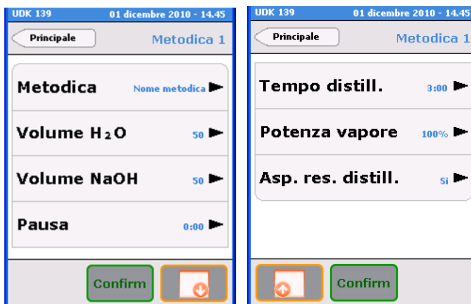 UDK 139 01 dicembre 2010 - 14.45
Principale Metodica 1
Metodica Nome metodica
Volume H₂O 50
Volume NaOH 50
Pausa 0:00
Confirm
UDK 139 01 dicembre 2010 - 14.45
Principale Metodica 1
Tempo distill. 3:00
Potenza vapore 100%
Asp. res. distill. Si
Confirm